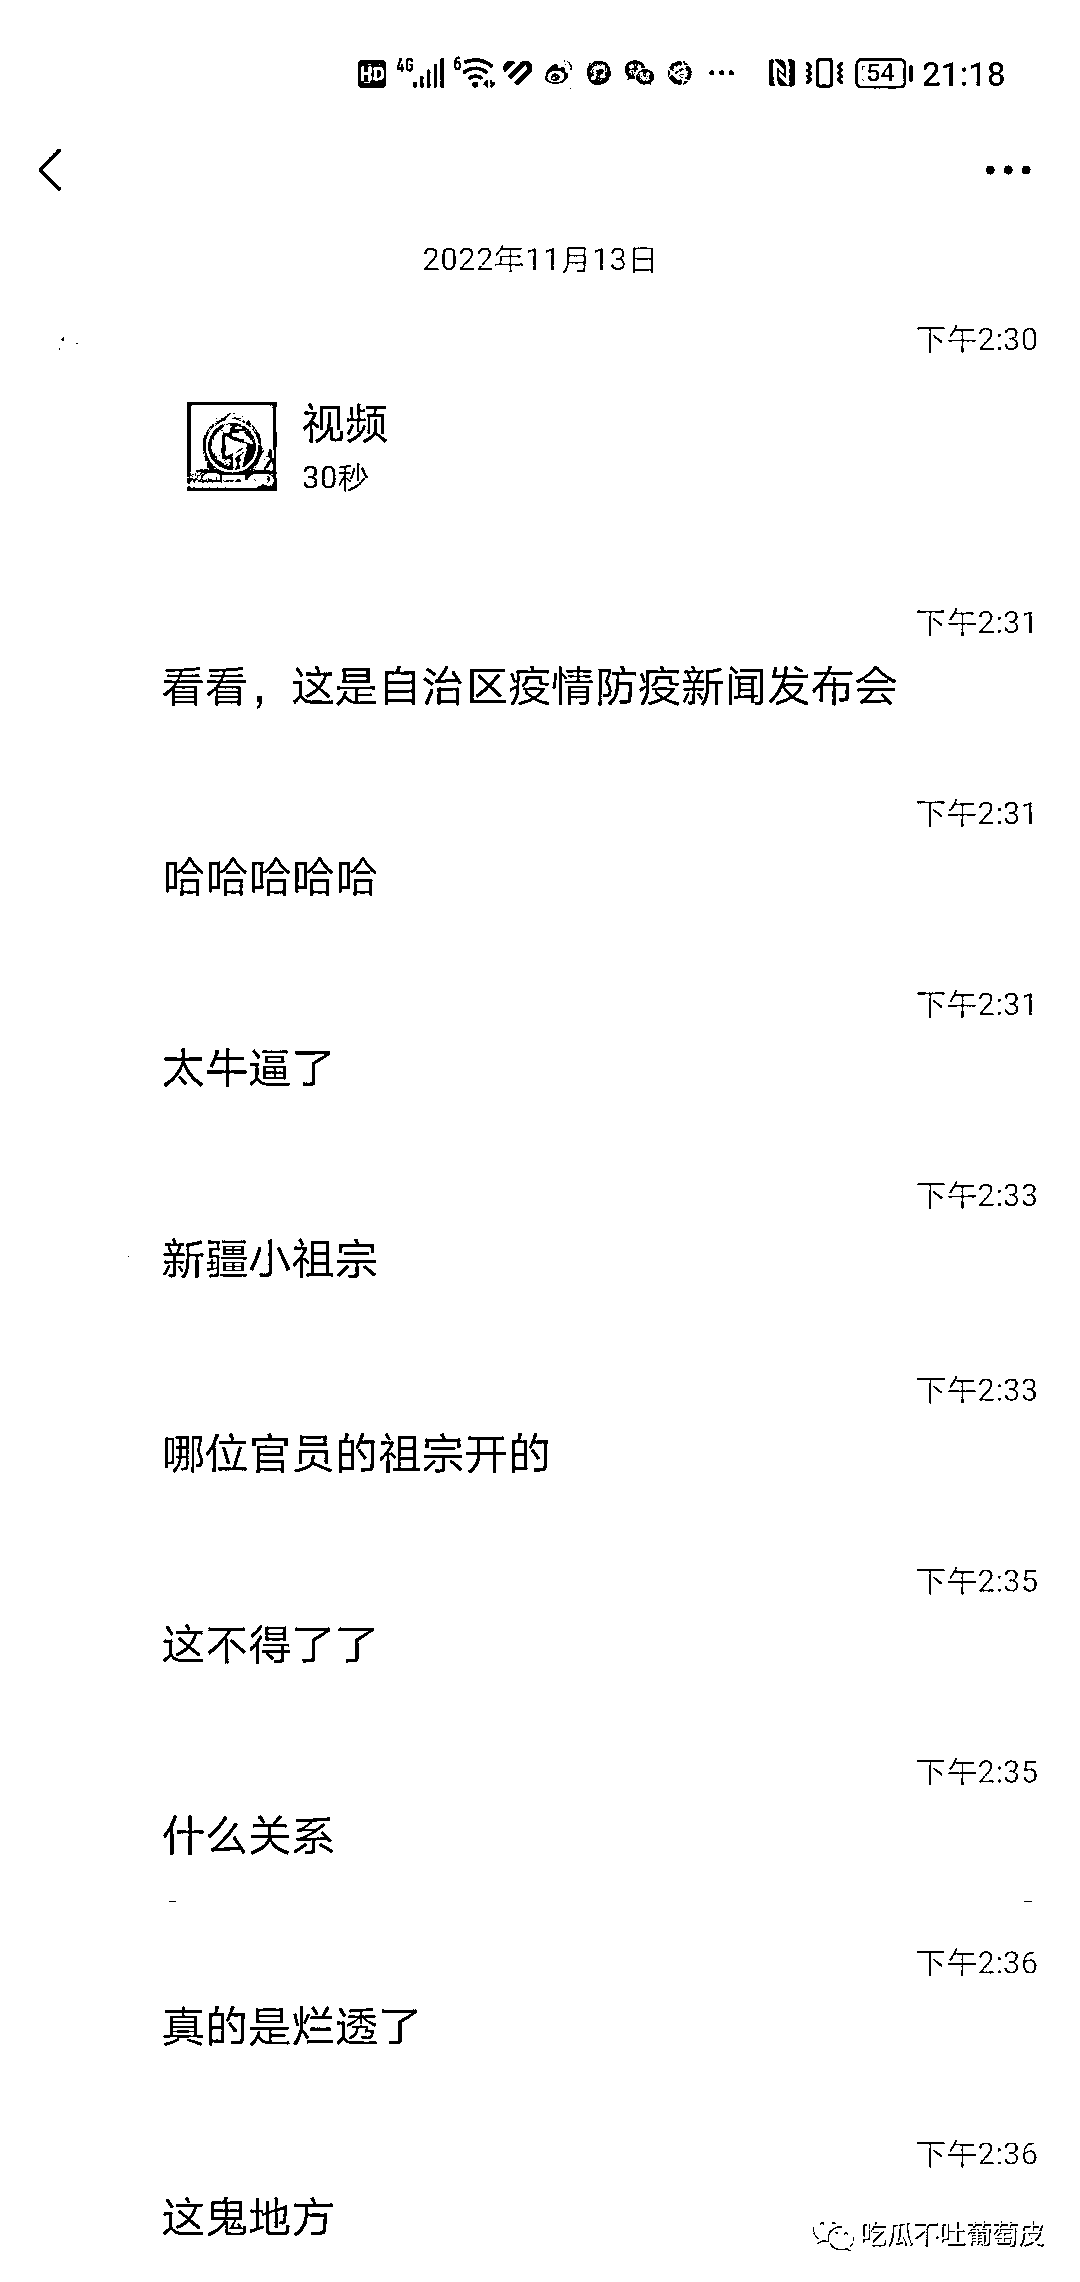 HD 4G 6 54 21:18
2022年11月13日
下午2:30
视频
30秒
下午2:31
看看，这是自治区疫情防疫新闻发布会
下午2:31
哈哈哈哈哈
下午2:31
太牛逼了
下午2:33
新疆小祖宗
下午2:33
哪位官员的祖宗开的
下午2:35
这不得了了
下午2:35
什么关系
下午2:36
真的是烂透了
下午2:36
这鬼地方
吃瓜不吐葡萄皮